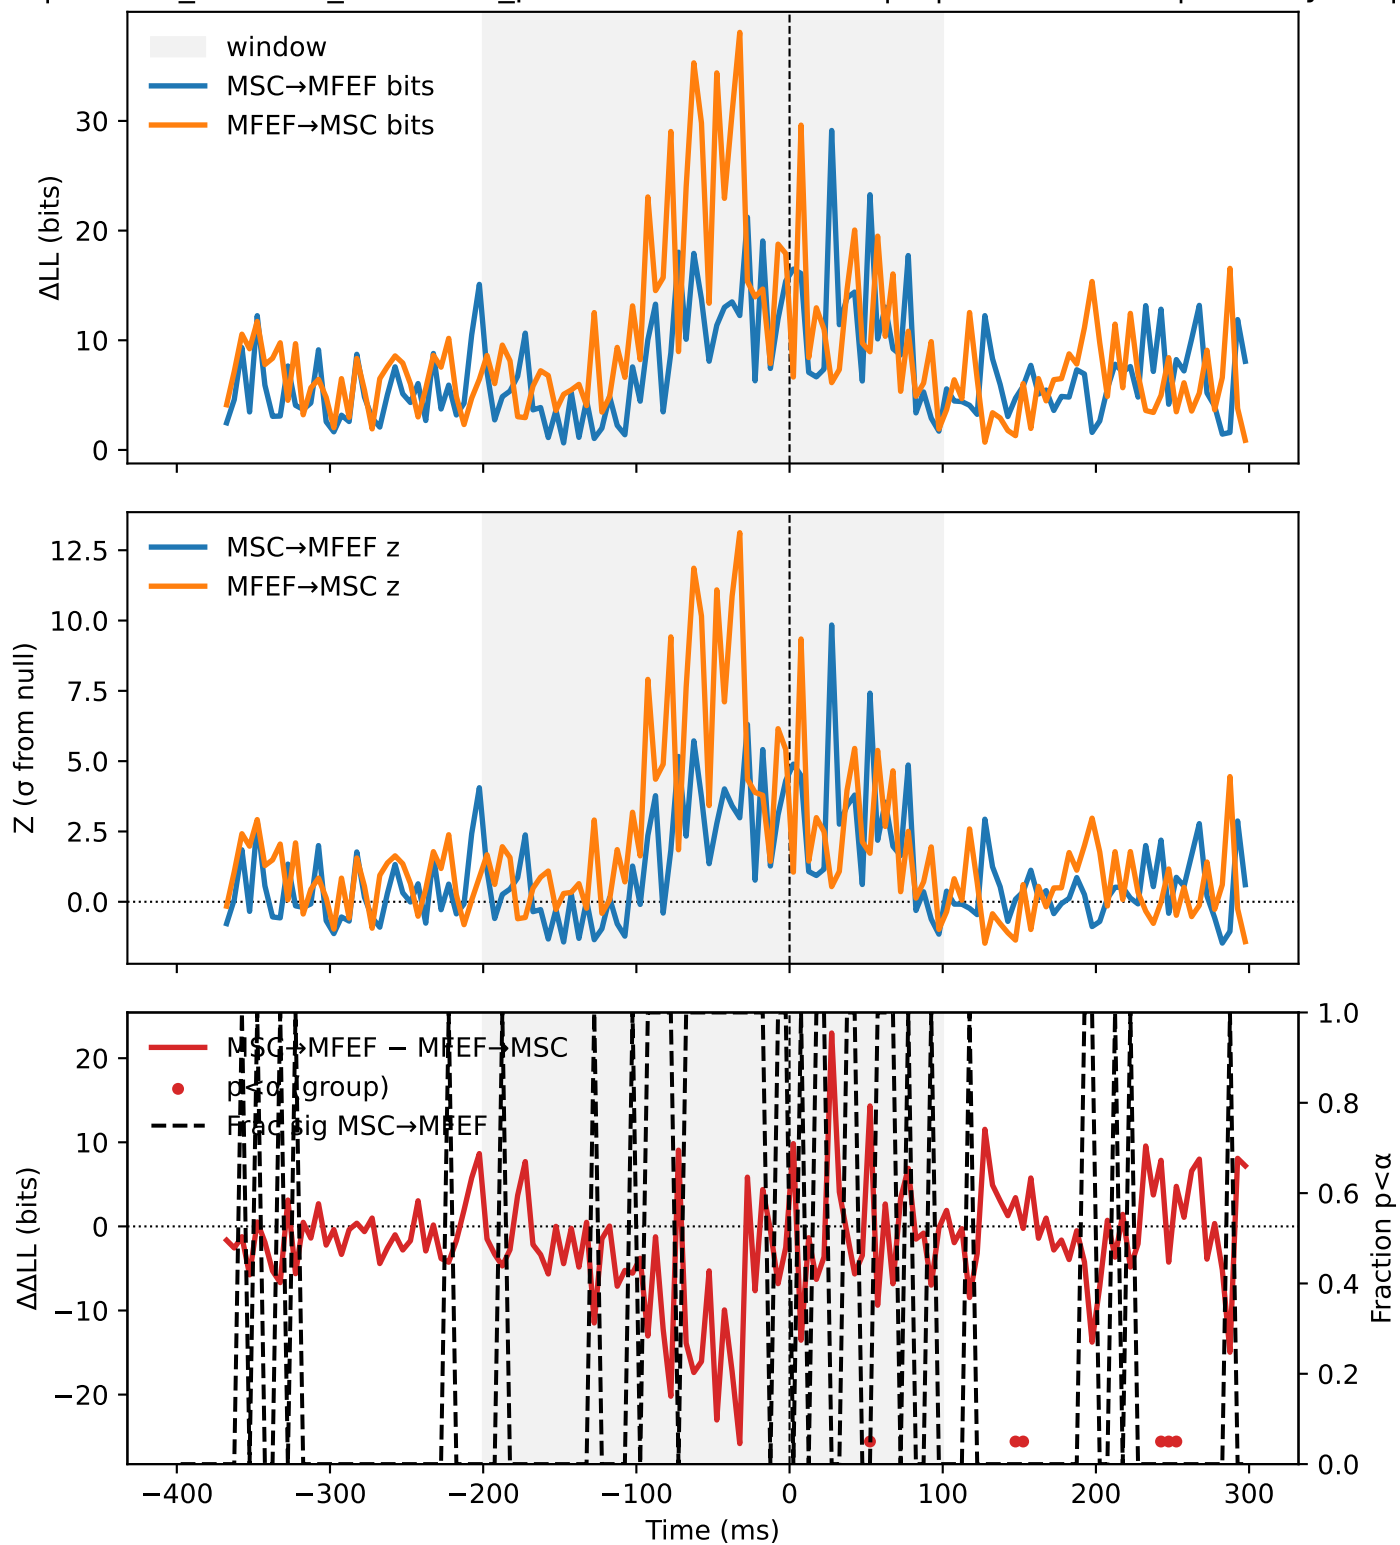 window
MSC→MFEF bits
MFEF→MSC bits
ΔLL (bits)
30
20
10
0
MSC→MFEF z
MFEF→MSC z
Z (σ from null)
12.5
10.0
7.5
5.0
2.5
0.0
MSC→MFEF − MFEF→MSC
p<α (group)
Frac sig MSC→MFEF
ΔΔLL (bits)
20
10
0
−10
−20
1.0
0.8
0.6
0.4
0.2
0.0
Fraction p<α
−400 −300 −200 −100 0 100 200 300
Time (ms)